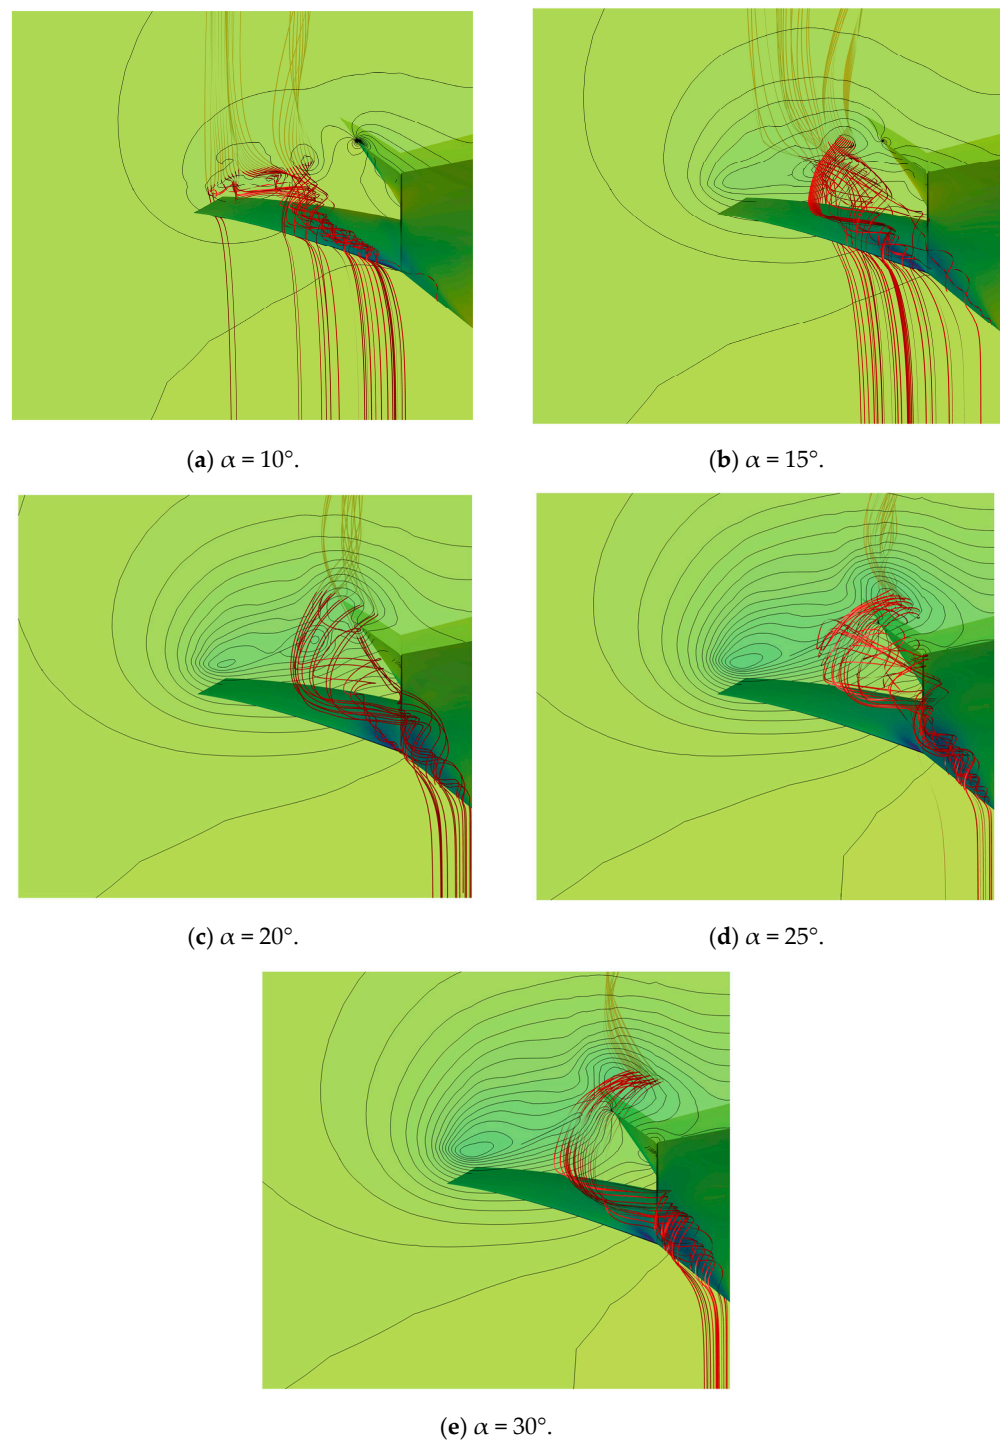 (a) α = 10°.
(b) α = 15°.
(c) α = 20°.
(d) α = 25°.
(e) α = 30°.